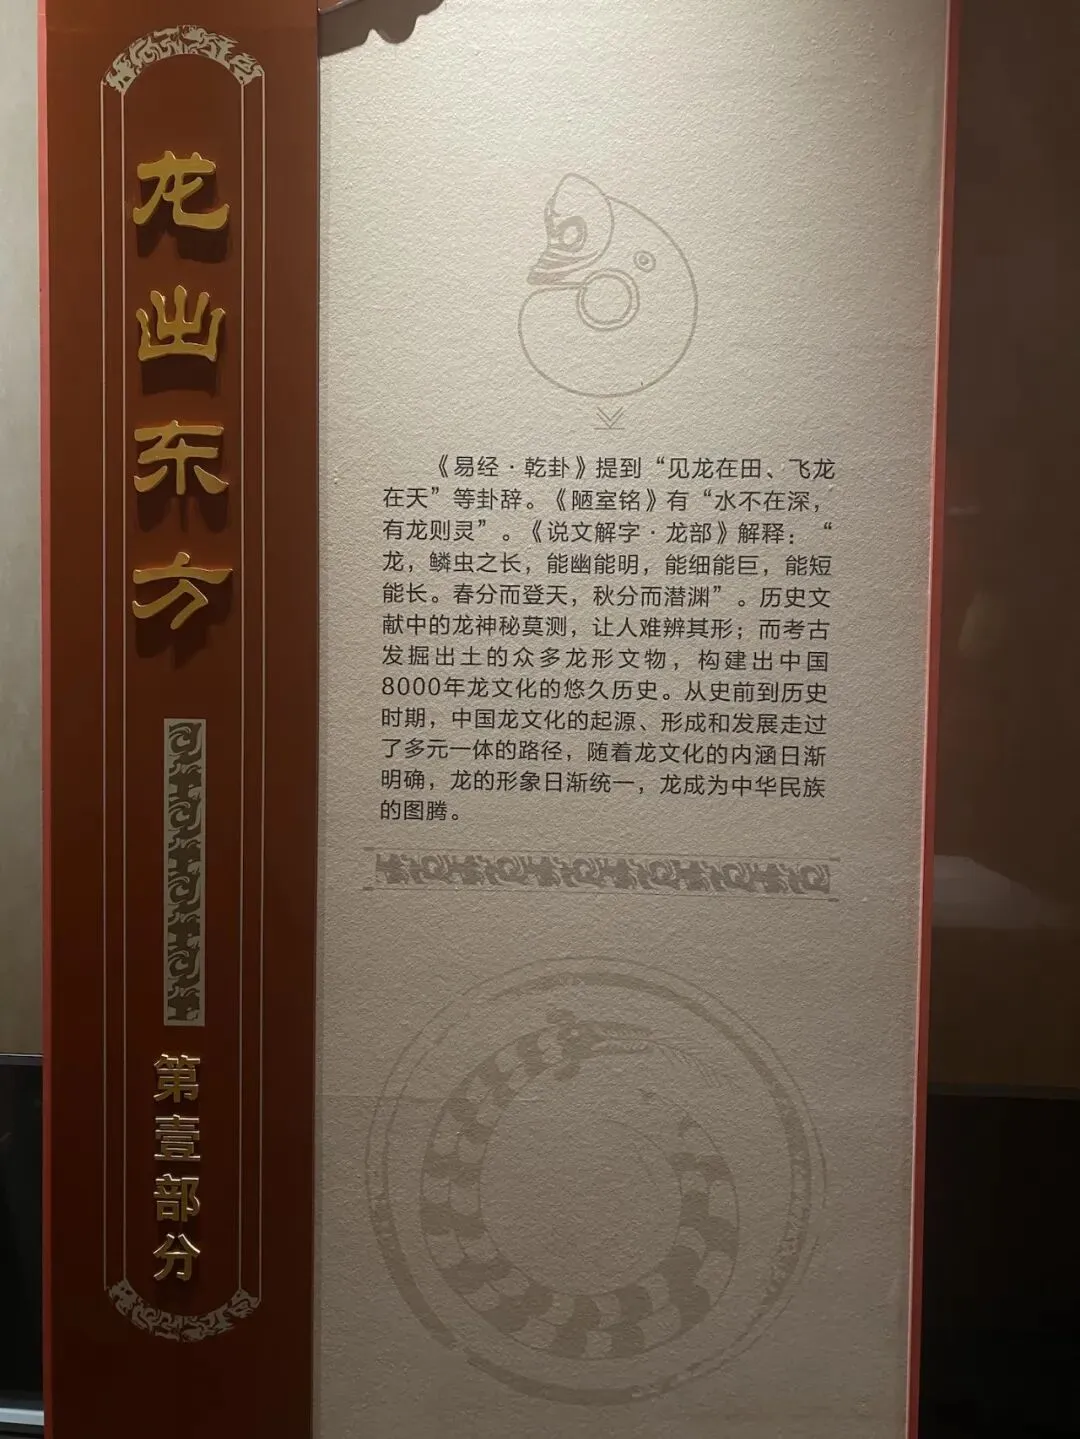 龙出东方
第壹部分
《易经·乾卦》提到“见龙在田、飞龙
在天”等卦辞。《陋室铭》有“水不在深，
有龙则灵”。《说文解字·龙部》解释：“
龙，鳞虫之长，能幽能明，能细能巨，能短
能长。春分而登天，秋分而潜渊”。历史文
献中的龙神秘莫测，让人难辨其形；而考古
发掘出土的众多龙形文物，构建出中国
8000年龙文化的悠久历史。从史前到历史
时期，中国龙文化的起源、形成和发展走过
了多元一体的路径，随着龙文化的内涵日渐
明确，龙的形象日渐统一，龙成为中华民族
的图腾。